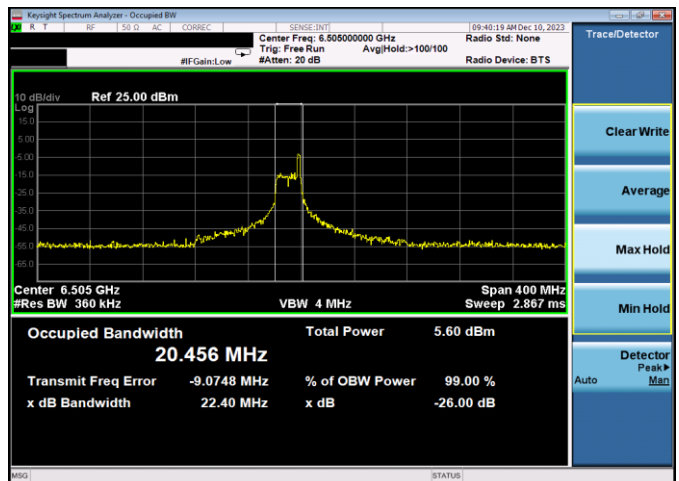 Keysight Spectrum Analyzer - Occupied BW
LXI R T RF 50 Ω AC CORREC SENSE:INT 09:40:19 AM Dec 10, 2023
Center Freq: 6.505000000 GHz Radio Std: None
Trig: Free Run Avg|Hold:>100/100
#IFGain:Low #Atten: 20 dB Radio Device: BTS
10 dB/div Ref 25.00 dBm
Log
15.0
5.00
-5.00
-15.0
-25.0
-35.0
-45.0
-55.0
-65.0
Center 6.505 GHz Span 400 MHz
#Res BW 360 kHz VBW 4 MHz Sweep 2.867 ms
Occupied Bandwidth Total Power 5.60 dBm
20.456 MHz
Transmit Freq Error -9.0748 MHz % of OBW Power 99.00 %
x dB Bandwidth 22.40 MHz x dB -26.00 dB
MSG STATUS
Trace/Detector
Clear Write
Average
Max Hold
Min Hold
Detector
Peak▶
Auto Man